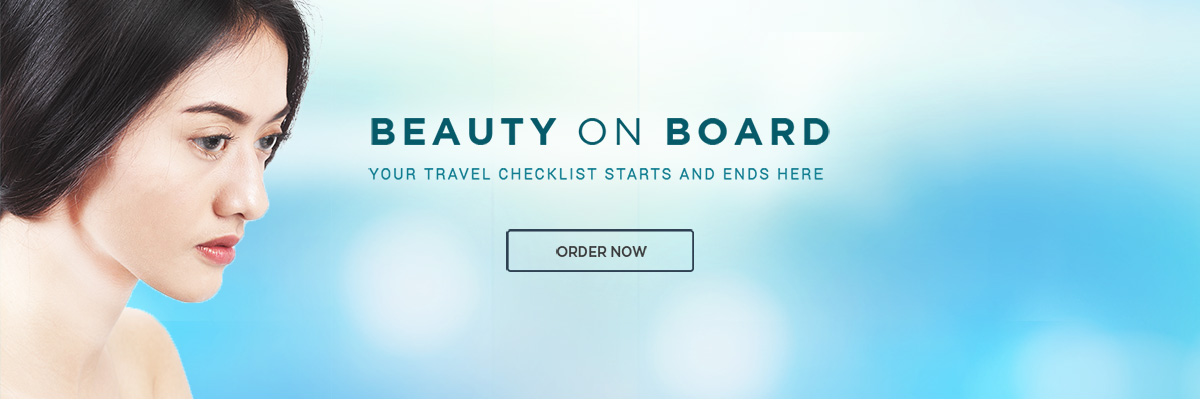 BEAUTY ON BOARD
YOUR TRAVEL CHECKLIST STARTS AND ENDS HERE
ORDER NOW